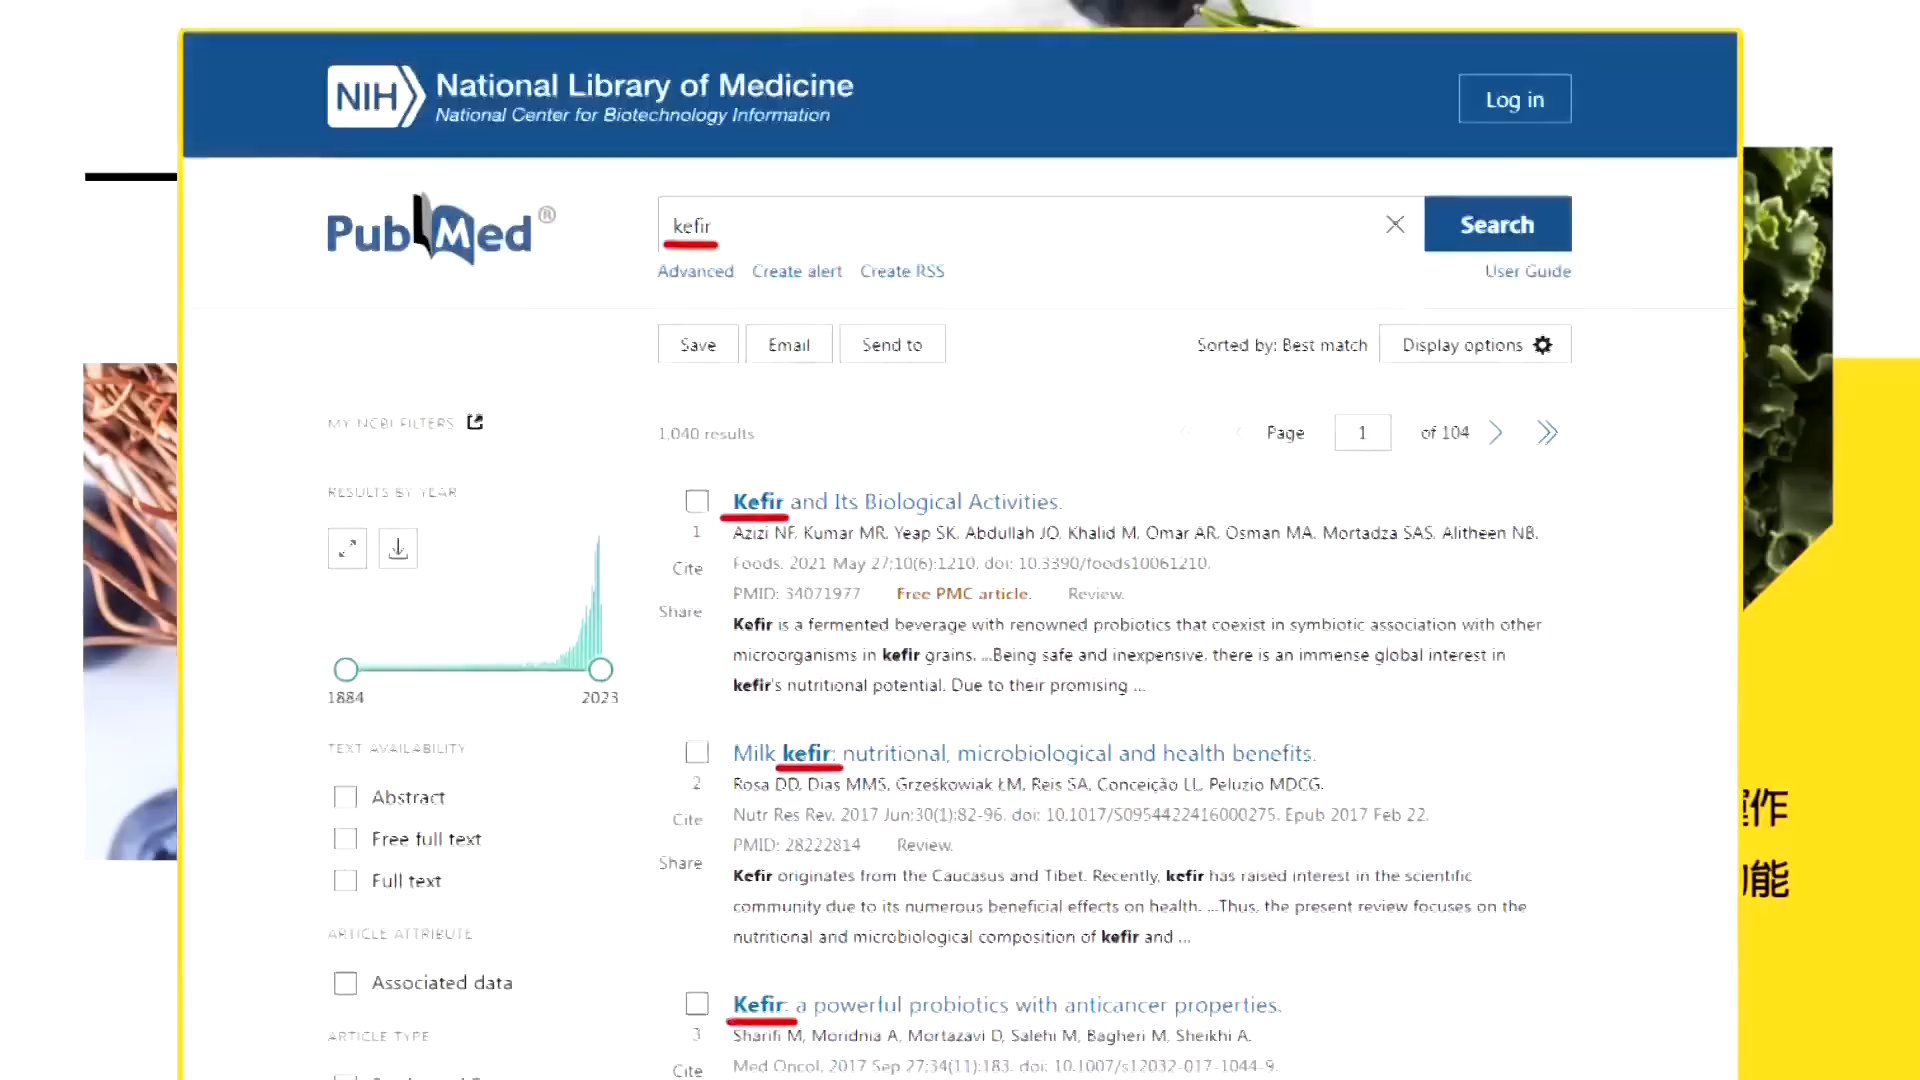 NIH National Library of Medicine
National Center for Biotechnology Information
Log in
PubMed®
kefir
Search
Advanced Create alert Create RSS
User Guide
Save Email Send to
Sorted by: Best match Display options
MY NCBI FILTERS
1,040 results
Page 1 of 104
RESULTS BY YEAR
1884 2023
TEXT AVAILABILITY
Abstract
Free full text
Full text
ARTICLE ATTRIBUTE
Associated data
ARTICLE TYPE
Kefir and Its Biological Activities.
1
Azizi NF, Kumar MR, Yeap SK, Abdullah JO, Khalid M, Omar AR, Osman MA, Mortadza SAS, Alitheen NB.
Cite
Foods. 2021 May 27;10(6):1210. doi: 10.3390/foods10061210.
PMID: 34071977 Free PMC article. Review.
Share
Kefir is a fermented beverage with renowned probiotics that coexist in symbiotic association with other
microorganisms in kefir grains. ...Being safe and inexpensive, there is an immense global interest in
kefir's nutritional potential. Due to their promising ...
Milk kefir: nutritional, microbiological and health benefits.
2
Rosa DD, Dias MMS, Grześkowiak ŁM, Reis SA, Conceição LL, Peluzio MDCG.
Cite
Nutr Res Rev. 2017 Jun;30(1):82-96. doi: 10.1017/S0954422416000275. Epub 2017 Feb 22.
PMID: 28222814 Review.
Share
Kefir originates from the Caucasus and Tibet. Recently, kefir has raised interest in the scientific
community due to its numerous beneficial effects on health. ...Thus, the present review focuses on the
nutritional and microbiological composition of kefir and ...
Kefir: a powerful probiotics with anticancer properties.
3
Sharifi M, Moridnia A, Mortazavi D, Salehi M, Bagheri M, Sheikhi A.
Cite
Med Oncol. 2017 Sep 27;34(11):183. doi: 10.1007/s12032-017-1044-9.
作
能